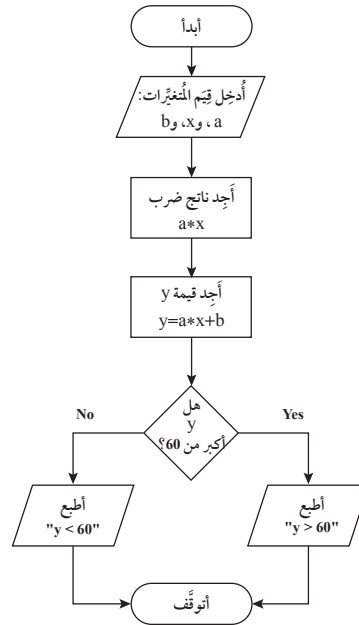 أبدأ
أُدخِل قِيَم المُتغيِّرات:
a ، وx، وb
أَجِد ناتج ضرب
a*x
أَجِد قيمة y
y=a*x+b
هل
y
أكبر من 60؟
Yes
No
أطبع
"y > 60"
أطبع
"y < 60"
أتوقَّف